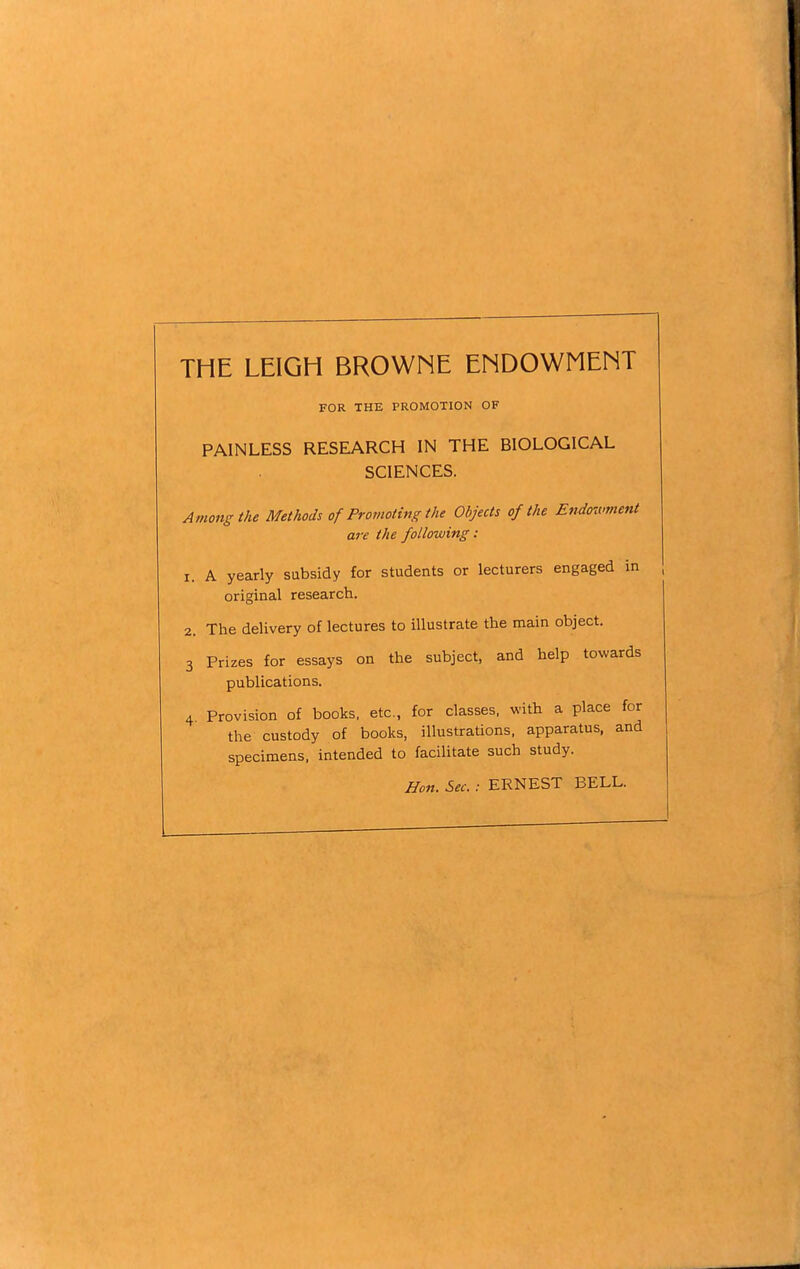 THE LEIGH BROWNE ENDOWMENT
FOR THE PROMOTION OF
PAINLESS RESEARCH IN THE BIOLOGICAL
SCIENCES.
Among the Methods of Promoting the Objects of the Endowment
are the following:
1. A yearly subsidy for students or lecturers engaged in
original research.
2. The delivery of lectures to illustrate the main object.
3 Prizes for essays on the subject, and help towards
publications.
4. Provision of books, etc., for classes, with a place for
the custody of books, illustrations, apparatus, and
specimens, intended to facilitate such study.
Hon. Sec.: ERNEST BELL.